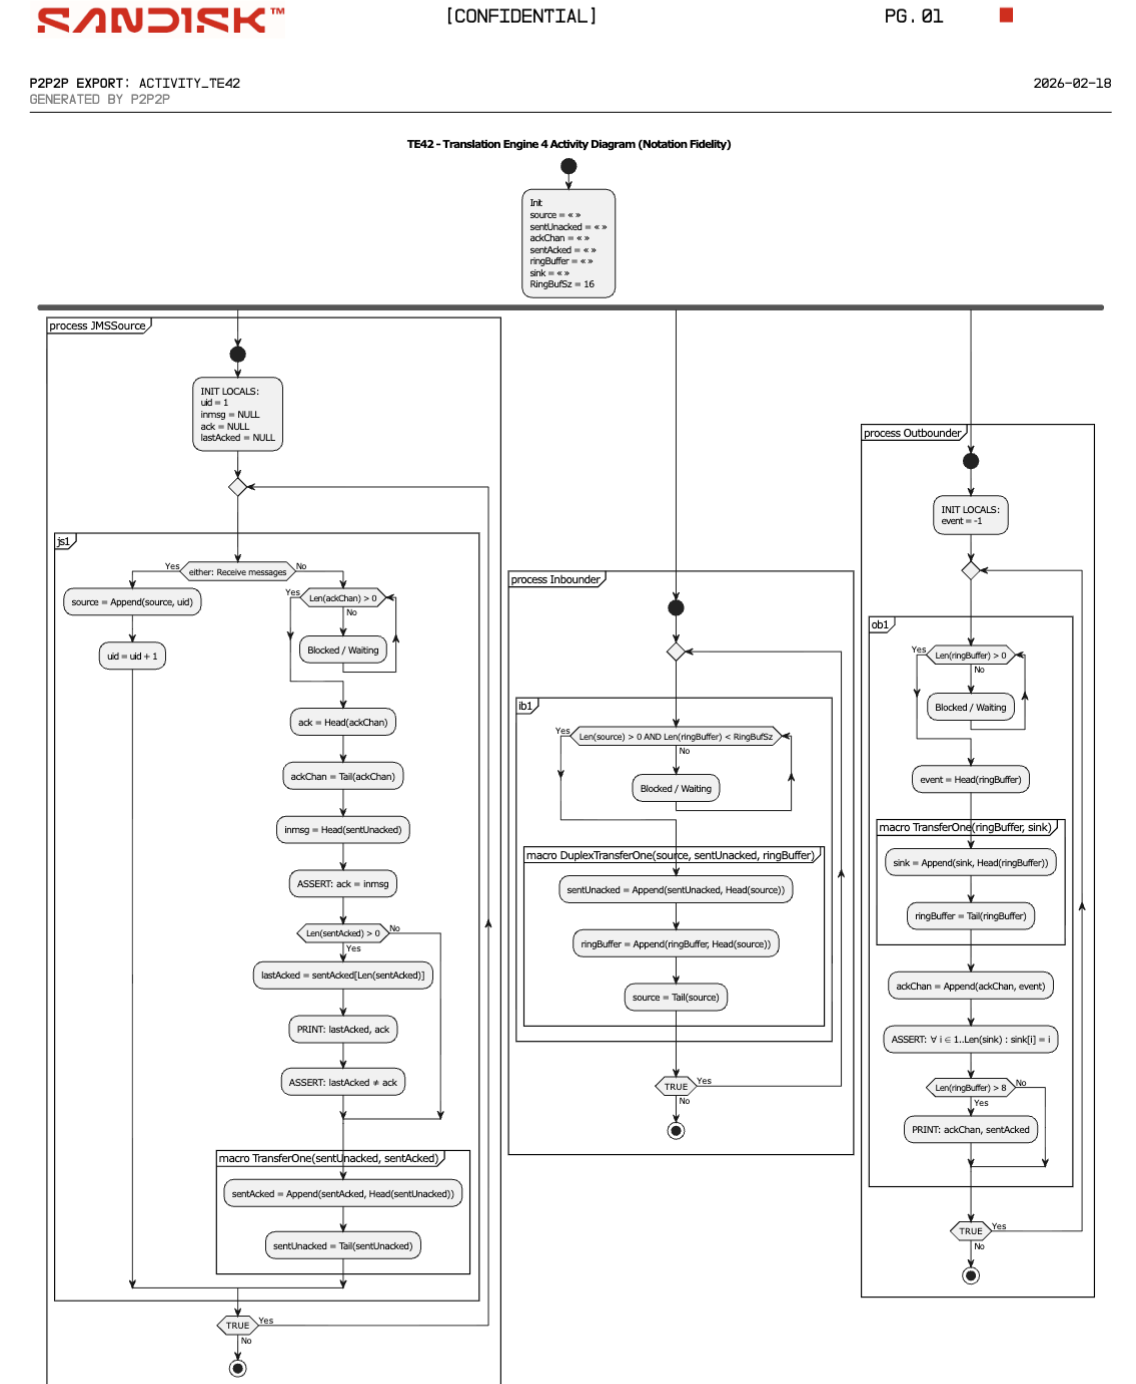 SANDISK™
[CONFIDENTIAL]
PG.01
P2P2P EXPORT: ACTIVITY_TE42
2026-02-18
GENERATED BY P2P2P
TE42 - Translation Engine 4 Activity Diagram (Notation Fidelity)
Init
source = « »
sentUnacked = « »
ackChan = « »
sentAcked = « »
ringBuffer = « »
sink = « »
RingBufSz = 16
process JMSSource
INIT LOCALS:
uid = 1
inmsg = NULL
ack = NULL
lastAcked = NULL
js1
either: Receive messages
Yes
No
source = Append(source, uid)
uid = uid + 1
Len(ackChan) > 0
Yes
No
Blocked / Waiting
ack = Head(ackChan)
ackChan = Tail(ackChan)
inmsg = Head(sentUnacked)
ASSERT: ack = inmsg
Len(sentAcked) > 0
No
Yes
lastAcked = sentAcked[Len(sentAcked)]
PRINT: lastAcked, ack
ASSERT: lastAcked ≠ ack
macro TransferOne(sentUnacked, sentAcked)
sentAcked = Append(sentAcked, Head(sentUnacked))
sentUnacked = Tail(sentUnacked)
TRUE
Yes
No
process Inbounder
ib1
Yes
Len(source) > 0 AND Len(ringBuffer) < RingBufSz
No
Blocked / Waiting
macro DuplexTransferOne(source, sentUnacked, ringBuffer)
sentUnacked = Append(sentUnacked, Head(source))
ringBuffer = Append(ringBuffer, Head(source))
source = Tail(source)
TRUE
Yes
No
process Outbounder
INIT LOCALS:
event = -1
ob1
Yes
Len(ringBuffer) > 0
No
Blocked / Waiting
event = Head(ringBuffer)
macro TransferOne(ringBuffer, sink)
sink = Append(sink, Head(ringBuffer))
ringBuffer = Tail(ringBuffer)
ackChan = Append(ackChan, event)
ASSERT: ∀ i ∈ 1..Len(sink) : sink[i] = i
Len(ringBuffer) > 8
No
Yes
PRINT: ackChan, sentAcked
TRUE
Yes
No